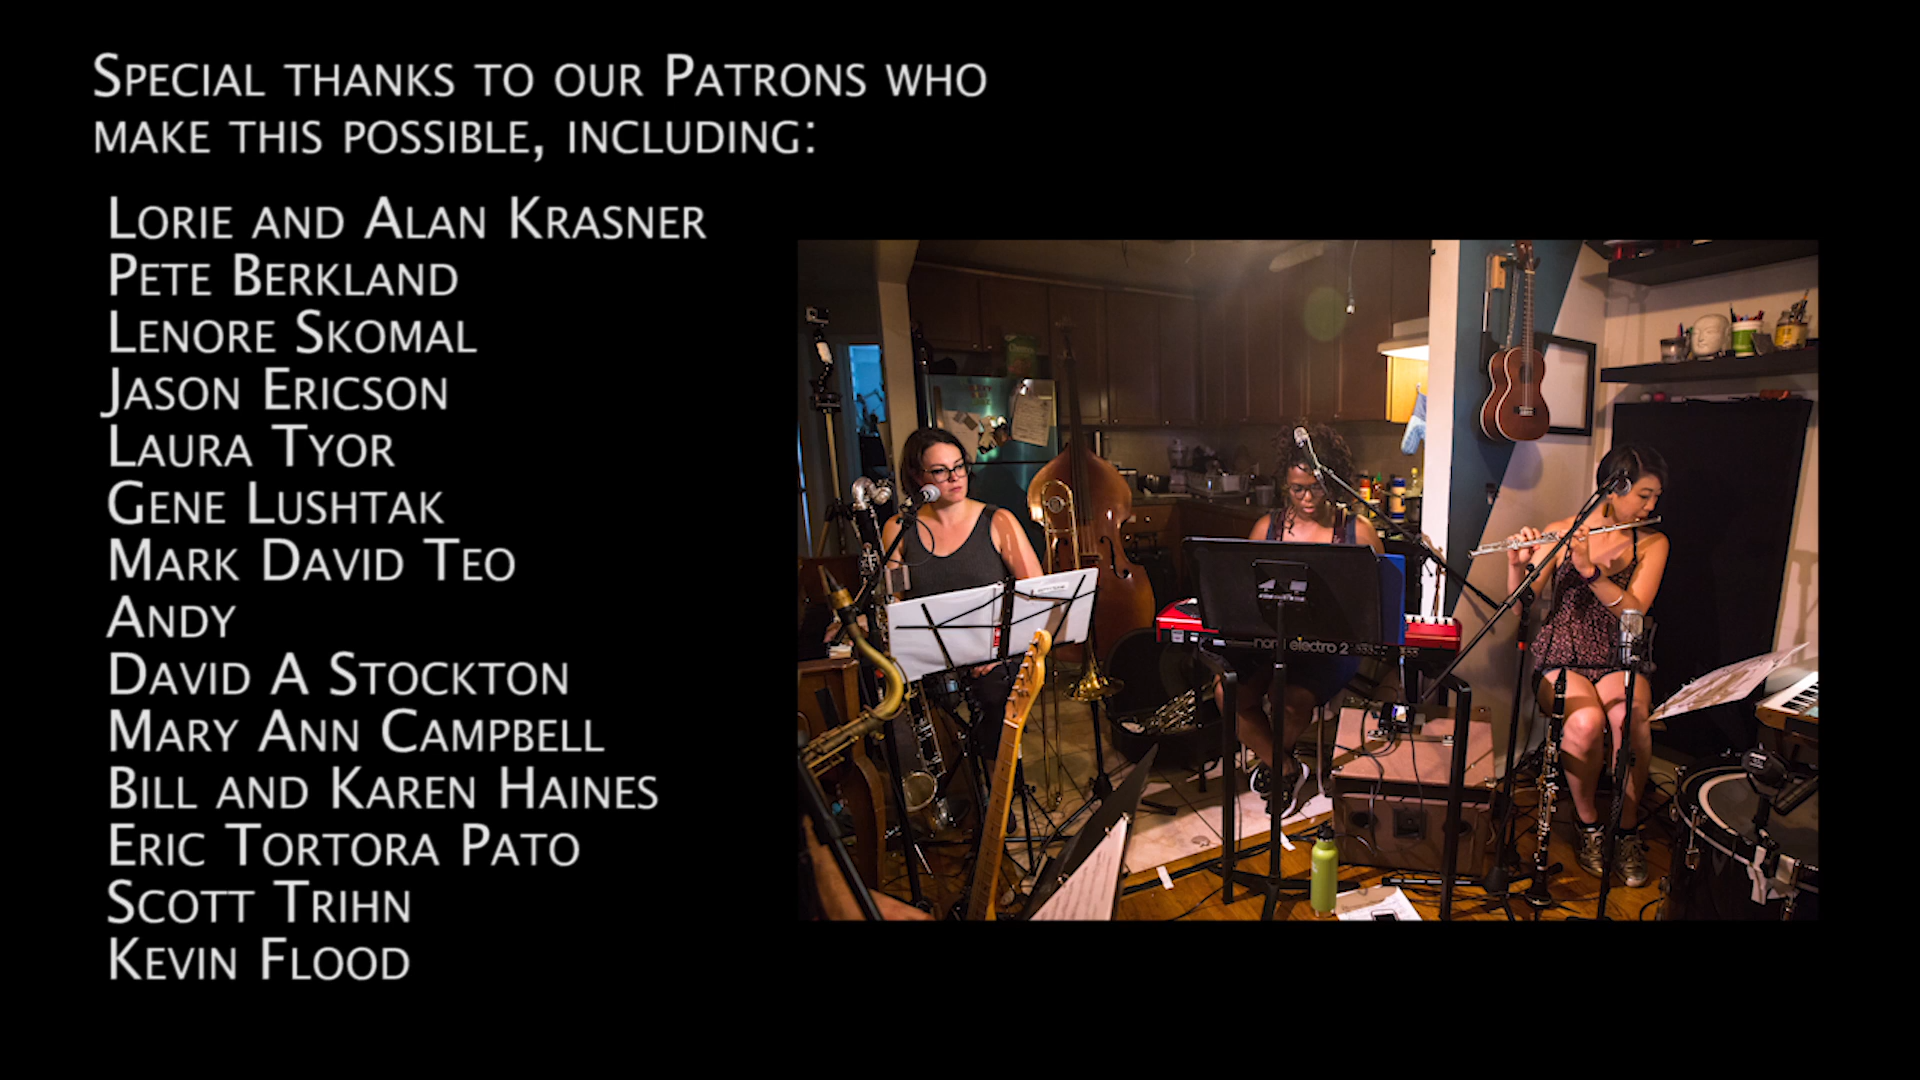 Special thanks to our Patrons who
make this possible, including:
Lorie and Alan Krasner
Pete Berkland
Lenore Skomal
Jason Ericson
Laura Tyor
Gene Lushtak
Mark David Teo
Andy
David A Stockton
Mary Ann Campbell
Bill and Karen Haines
Eric Tortora Pato
Scott Trihn
Kevin Flood
nord electro 2